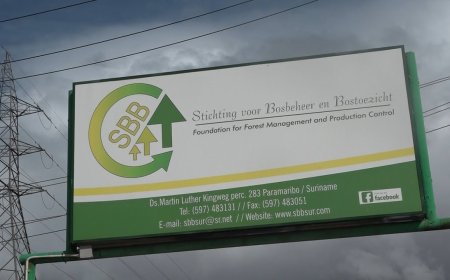 SBB
Stichting voor Bosbeheer en Bostoezicht
Foundation for Forest Management and Production Control
Ds.Martin Luther Kingweg perc. 283 Paramaribo / Suriname
Tel: (597) 483131 / / Fax: (597) 483051
E-mail: sbbsur@sr.net / / Website: www.sbbsur.com
facebook